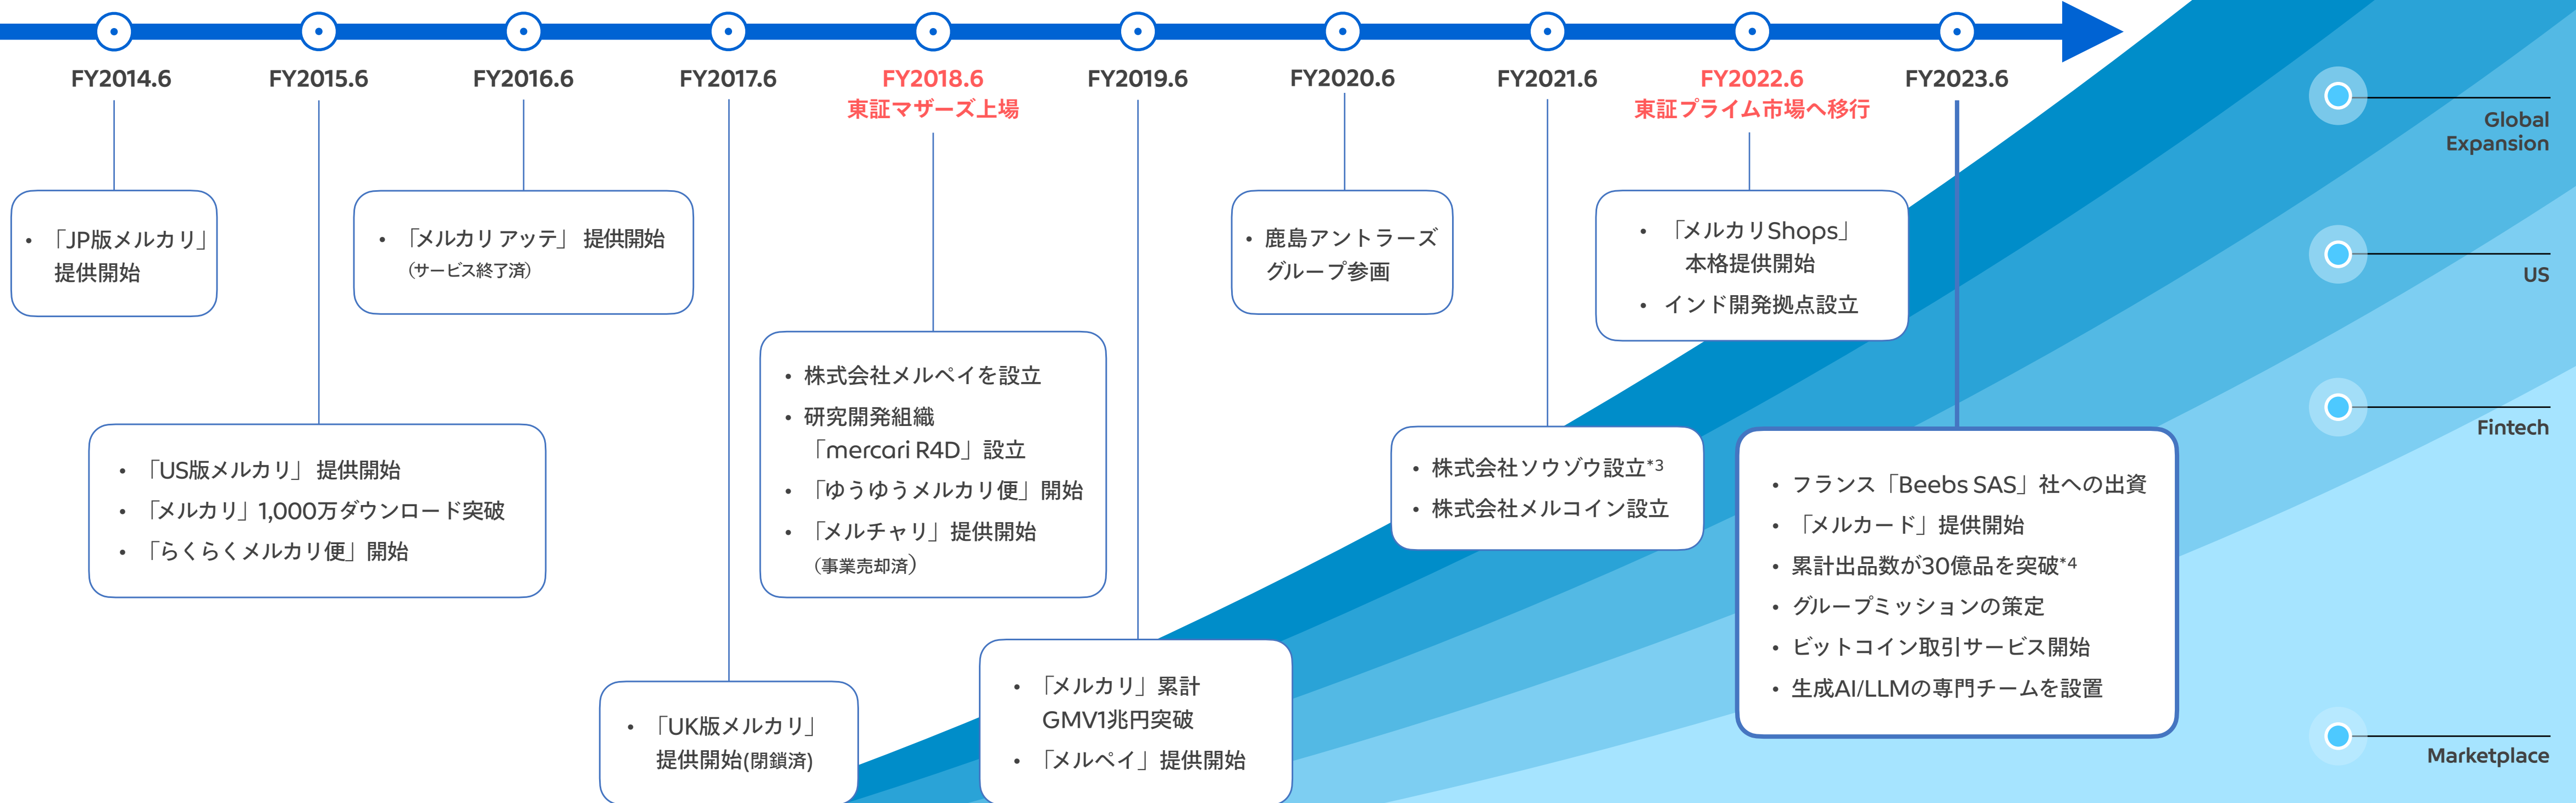 FY2014.6
FY2015.6
FY2016.6
FY2017.6
FY2018.6
東証マザーズ上場
FY2019.6
FY2020.6
FY2021.6
FY2022.6
東証プライム市場へ移行
FY2023.6
• 「JP版メルカリ」
提供開始
• 「US版メルカリ」 提供開始
• 「メルカリ」1,000万ダウンロード突破
• 「らくらくメルカリ便」開始
• 「メルカリ アッテ」 提供開始
（サービス終了済）
• 「UK版メルカリ」
提供開始(閉鎖済)
• 株式会社メルペイを設立
• 研究開発組織
「mercari R4D」設立
• 「ゆうゆうメルカリ便」開始
• 「メルチャリ」提供開始
（事業売却済）
• 「メルカリ」累計
GMV1兆円突破
• 「メルペイ」提供開始
• 鹿島アントラーズ
グループ参画
• 株式会社ソウゾウ設立*3
• 株式会社メルコイン設立
• 「メルカリShops」
本格提供開始
• インド開発拠点設立
• フランス「Beebs SAS」社への出資
• 「メルカード」提供開始
• 累計出品数が30億品を突破*4
• グループミッションの策定
• ビットコイン取引サービス開始
• 生成AI/LLMの専門チームを設置
Global
Expansion
US
Fintech
Marketplace